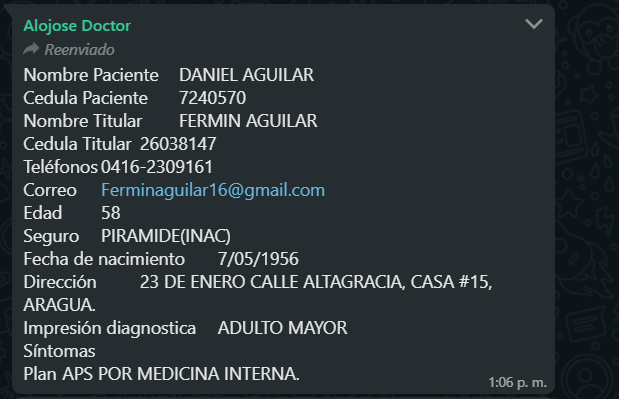 Alojose Doctor
Reenviado
Nombre Paciente DANIEL AGUILAR
Cedula Paciente 7240570
Nombre Titular FERMIN AGUILAR
Cedula Titular 26038147
Teléfonos 0416-2309161
Correo Ferminaguilar16@gmail.com
Edad 58
Seguro PIRAMIDE(INAC)
Fecha de nacimiento 7/05/1956
Dirección 23 DE ENERO CALLE ALTAGRACIA, CASA #15,
ARAGUA.
Impresión diagnostica ADULTO MAYOR
Síntomas
Plan APS POR MEDICINA INTERNA.
1:06 p. m.